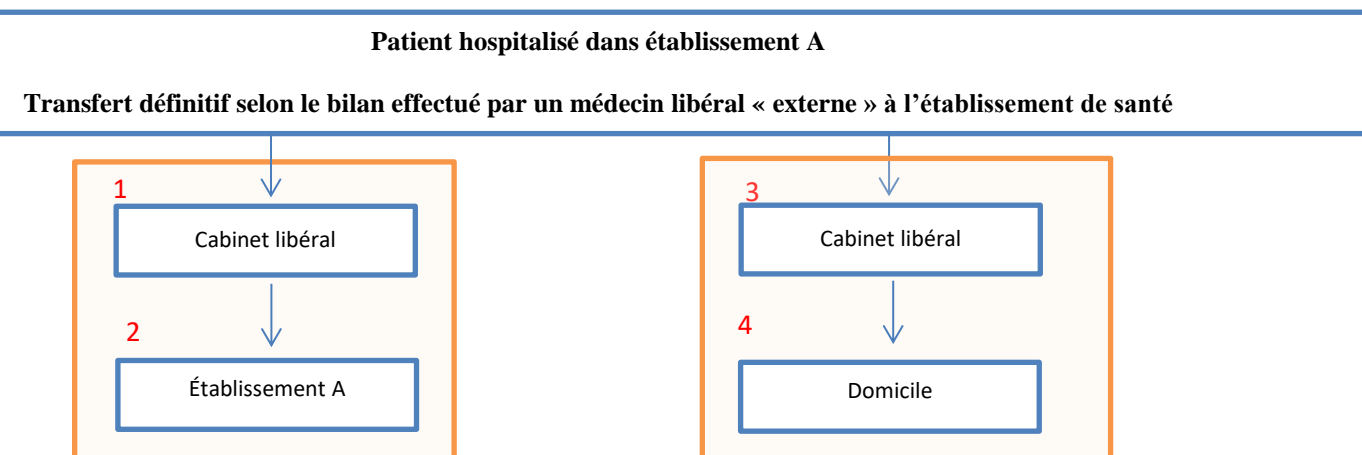 Patient hospitalisé dans établissement A
Transfert définitif selon le bilan effectué par un médecin libéral « externe » à l’établissement de santé
1
Cabinet libéral
2
Établissement A
3
Cabinet libéral
4
Domicile